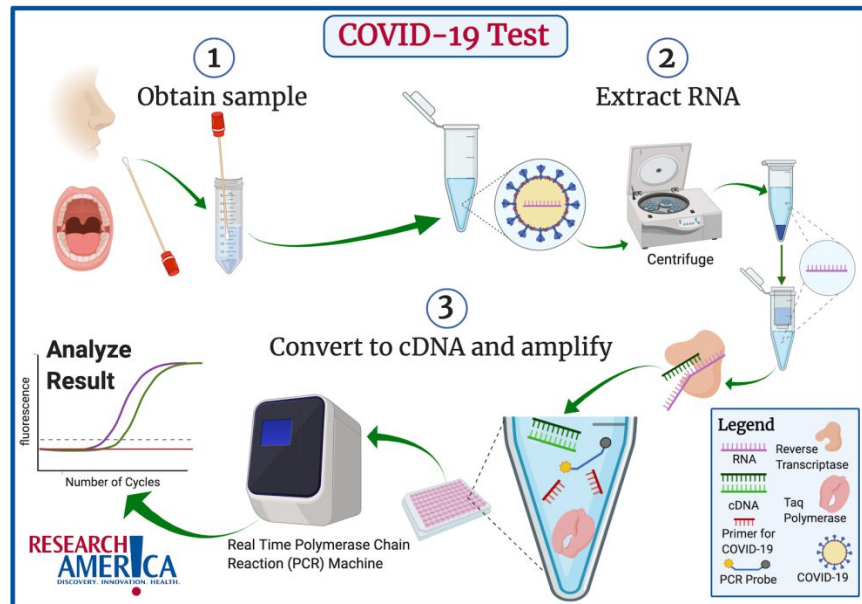 COVID-19 Test
1
Obtain sample
2
Extract RNA
Centrifuge
3
Convert to cDNA and amplify
Analyze
Result
fluorescence
Number of Cycles
Real Time Polymerase Chain
Reaction (PCR) Machine
Legend
RNA
Reverse
Transcriptase
cDNA
Taq
Polymerase
Primer for
COVID-19
PCR Probe
COVID-19
RESEARCH
AMERICA
DISCOVERY. INNOVATION. HEALTH.